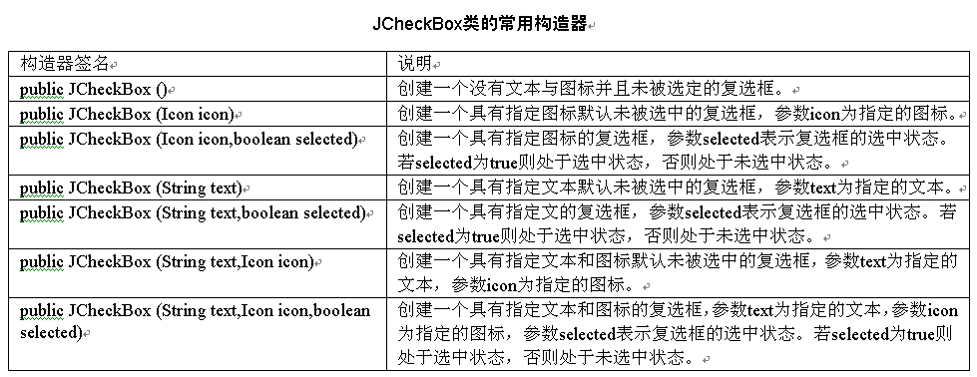 JCheckBox类的常用构造器
构造器签名
说明
public JCheckBox ()
创建一个没有文本与图标并且未被选定的复选框。
public JCheckBox (Icon icon)
创建一个具有指定图标默认未被选中的复选框，参数icon为指定的图标。
public JCheckBox (Icon icon,boolean selected)
创建一个具有指定图标的复选框，参数selected表示复选框的选中状态。
若selected为true则处于选中状态，否则处于未选中状态。
public JCheckBox (String text)
创建一个具有指定文本默认未被选中的复选框，参数text为指定的文本。
public JCheckBox (String text,boolean selected)
创建一个具有指定文的复选框，参数selected表示复选框的选中状态。若
selected为true则处于选中状态，否则处于未选中状态。
public JCheckBox (String text,Icon icon)
创建一个具有指定文本和图标默认未被选中的复选框，参数text为指定的
文本，参数icon为指定的图标。
public JCheckBox (String text,Icon icon,boolean
selected)
创建一个具有指定文本和图标的复选框，参数text为指定的文本，参数icon
为指定的图标，参数selected表示复选框的选中状态。若selected为true则
处于选中状态，否则处于未选中状态。